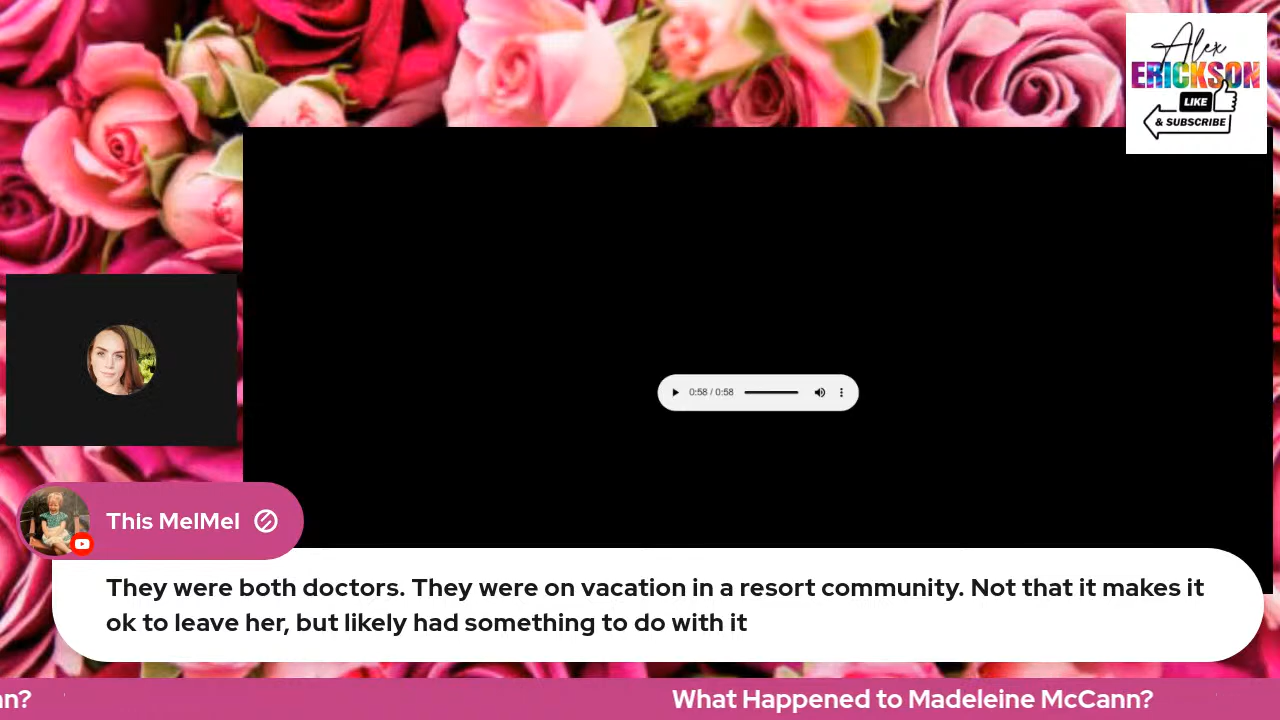 Alex
ERICKSON
LIKE
& SUBSCRIBE
0:58 / 0:58
This MelMel
They were both doctors. They were on vacation in a resort community. Not that it makes it
ok to leave her, but likely had something to do with it
nn? What Happened to Madeleine McCann?